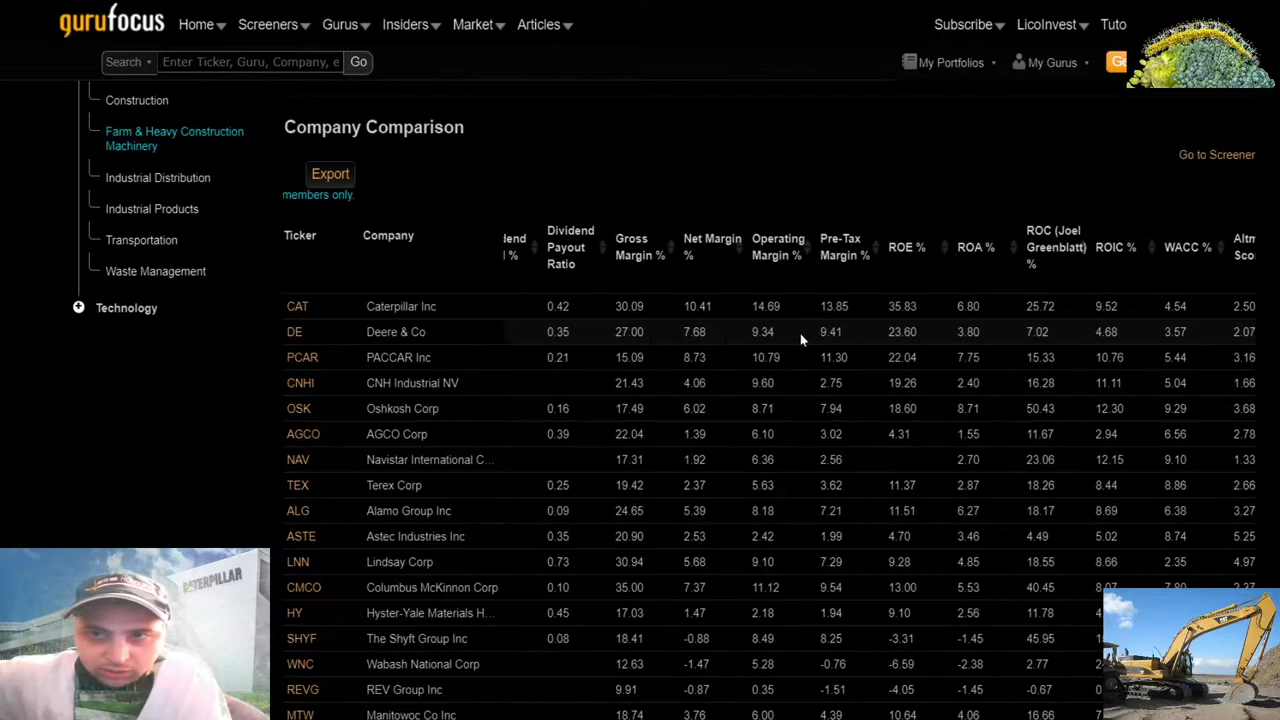 gurufocus Home Screeners Gurus Insiders Market Articles Subscribe LicoInvest Tuto
Search Enter Ticker, Guru, Company, e Go My Portfolios My Gurus Ge
Construction
Farm & Heavy Construction
Machinery
Industrial Distribution
Industrial Products
Transportation
Waste Management
Technology
Company Comparison
Go to Screener
Export
members only.
Ticker Company lend l % Dividend Payout Ratio Gross Margin % Net Margin % Operating Margin % Pre-Tax Margin % ROE % ROA % ROC (Joel Greenblatt) % ROIC % WACC % Altm Sco
CAT Caterpillar Inc 0.42 30.09 10.41 14.69 13.85 35.83 6.80 25.72 9.52 4.54 2.50
DE Deere & Co 0.35 27.00 7.68 9.34 9.41 23.60 3.80 7.02 4.68 3.57 2.07
PCAR PACCAR Inc 0.21 15.09 8.73 10.79 11.30 22.04 7.75 15.33 10.76 5.44 3.16
CNHI CNH Industrial NV 21.43 4.06 9.60 2.75 19.26 2.40 16.28 11.11 5.04 1.66
OSK Oshkosh Corp 0.16 17.49 6.02 8.71 7.94 18.60 8.71 50.43 12.30 9.29 3.68
AGCO AGCO Corp 0.39 22.04 1.39 6.10 3.02 4.31 1.55 11.67 2.94 6.56 2.78
NAV Navistar International C... 17.31 1.92 6.36 2.56 2.70 23.06 12.15 9.10 1.33
TEX Terex Corp 0.25 19.42 2.37 5.63 3.62 11.37 2.87 18.26 8.44 8.86 2.66
ALG Alamo Group Inc 0.09 24.65 5.39 8.18 7.21 11.51 6.27 18.17 8.69 6.38 3.27
ASTE Astec Industries Inc 0.35 20.90 2.53 2.42 1.99 4.70 3.46 4.49 5.02 8.74 5.25
LNN Lindsay Corp 0.73 30.94 5.68 9.10 7.29 9.28 4.85 18.55 8.66 2.35 4.97
CMCO Columbus McKinnon Corp 0.10 35.00 7.37 11.12 9.54 13.00 5.53 40.45
HY Hyster-Yale Materials H... 0.45 17.03 1.47 2.18 1.94 9.10 2.56 11.78
SHYF The Shyft Group Inc 0.08 18.41 -0.88 8.49 8.25 -3.31 -1.45 45.95
WNC Wabash National Corp 12.63 -1.47 5.28 -0.76 -6.59 -2.38 2.77
REVG REV Group Inc 9.91 -0.87 0.35 -1.51 -4.05 -1.45 -0.67
MTW Manitowoc Co Inc 18.74 3.76 6.00 4.39 10.64 4.06 16.66
CATERPILLAR
CAT